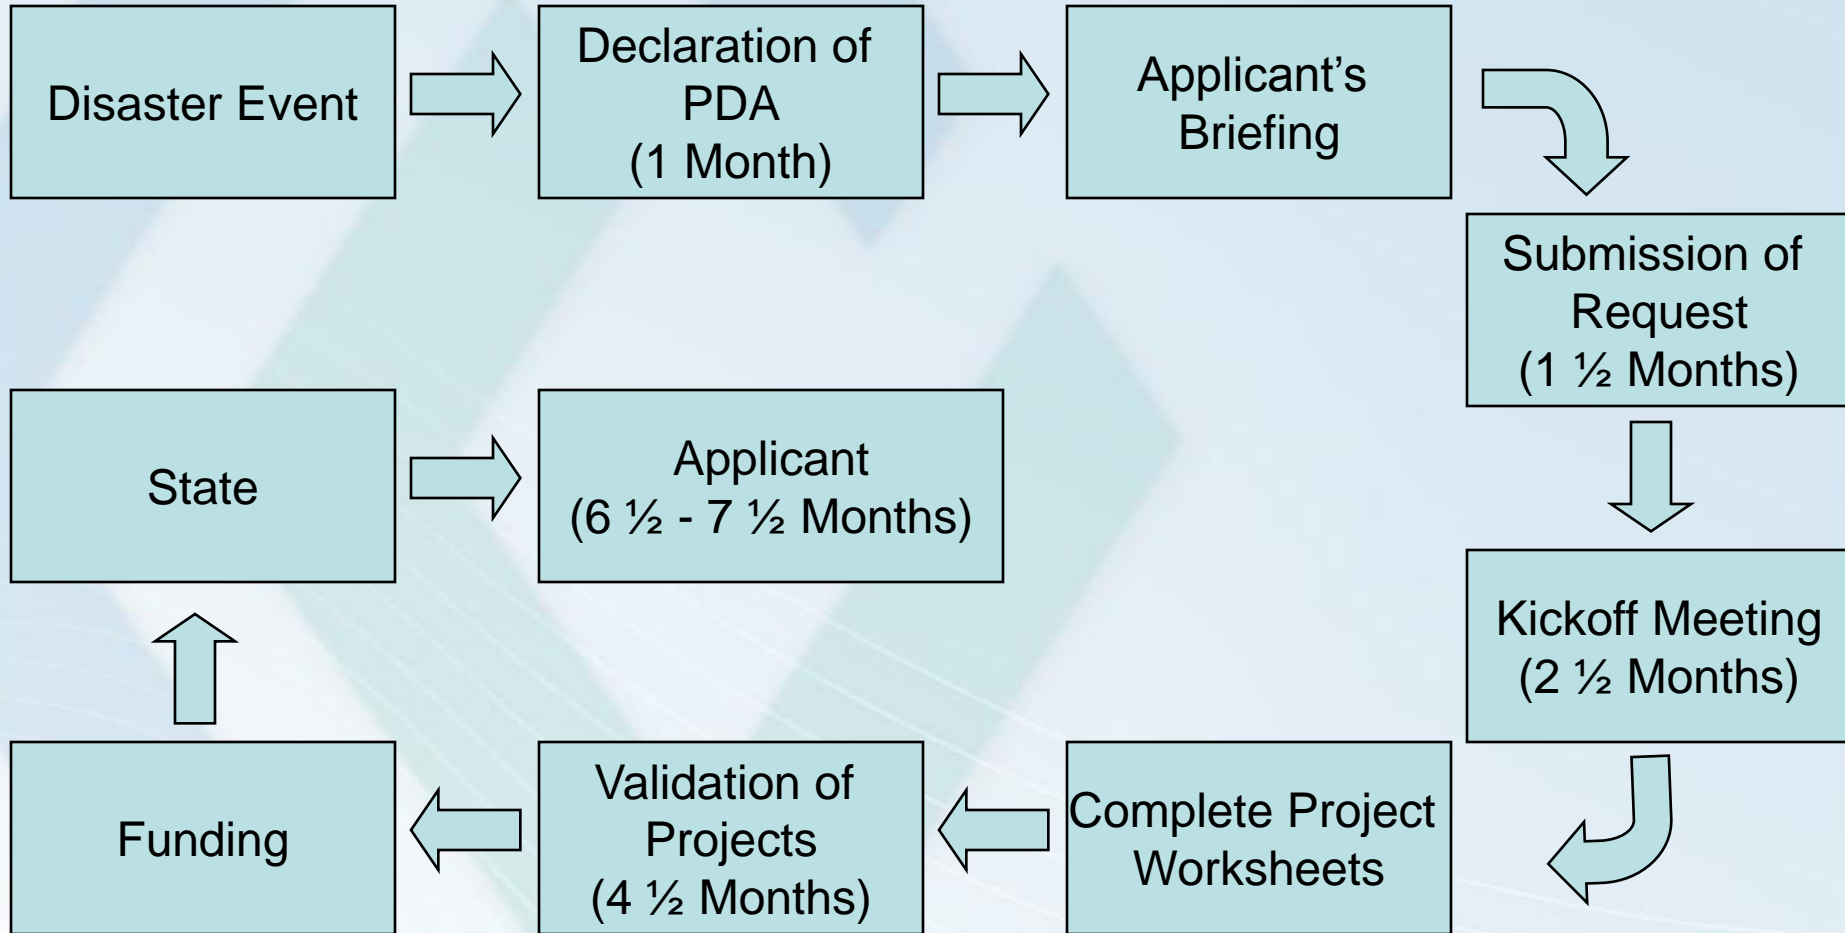 Disaster Event
Declaration of
PDA
(1 Month)
Applicant’s
Briefing
Submission of
Request
(1 ½ Months)
Kickoff Meeting
(2 ½ Months)
Complete Project
Worksheets
Validation of
Projects
(4 ½ Months)
Funding
State
Applicant
(6 ½ - 7 ½ Months)